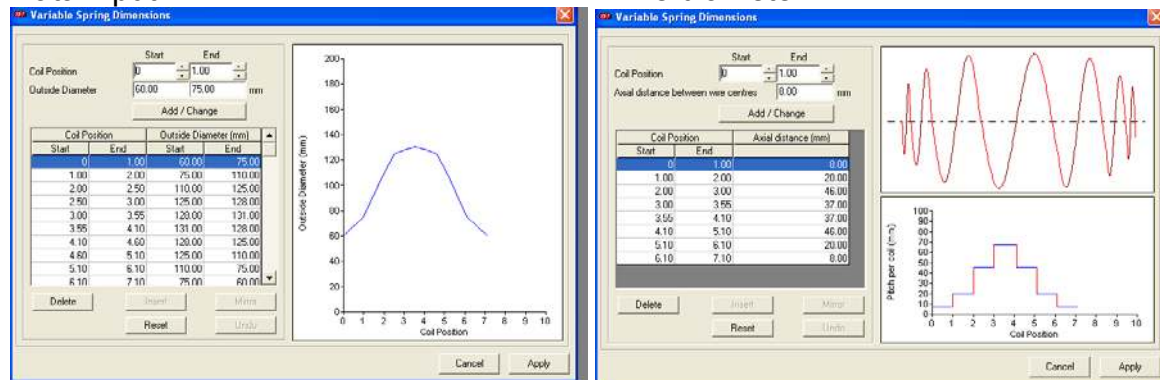 Variable Spring Dimensions
Start End
Coil Position 0 1.00
Outside Diameter 60.00 75.00 mm
Add / Change
Coil Position Outside Diameter (mm)
Start End Start End
0 1.00 60.00 75.00
1.00 2.00 75.00 110.00
2.00 2.50 110.00 125.00
2.50 3.00 125.00 128.00
3.00 3.55 128.00 131.00
3.55 4.10 131.00 128.00
4.10 4.60 128.00 125.00
4.60 5.10 125.00 110.00
5.10 6.10 110.00 75.00
6.10 7.10 75.00 60.00
Delete Insert Mirror
Reset Undo
Outside Diameter (mm)
200
180
160
140
120
100
80
60
40
20
0
0 1 2 3 4 5 6 7 8 9 10
Coil Position
Cancel Apply
Variable Spring Dimensions
Start End
Coil Position 0 1.00
Axial distance between wire centres 8.00 mm
Add / Change
Coil Position Axial distance (mm)
Start End
0 1.00 8.00
1.00 2.00 20.00
2.00 3.00 46.00
3.00 3.55 37.00
3.55 4.10 37.00
4.10 5.10 46.00
5.10 6.10 20.00
6.10 7.10 8.00
Delete Insert Mirror
Reset Undo
Pitch per coil (mm)
100
90
80
70
60
50
40
30
20
10
0
0 1 2 3 4 5 6 7 8 9 10
Coil Position
Cancel Apply